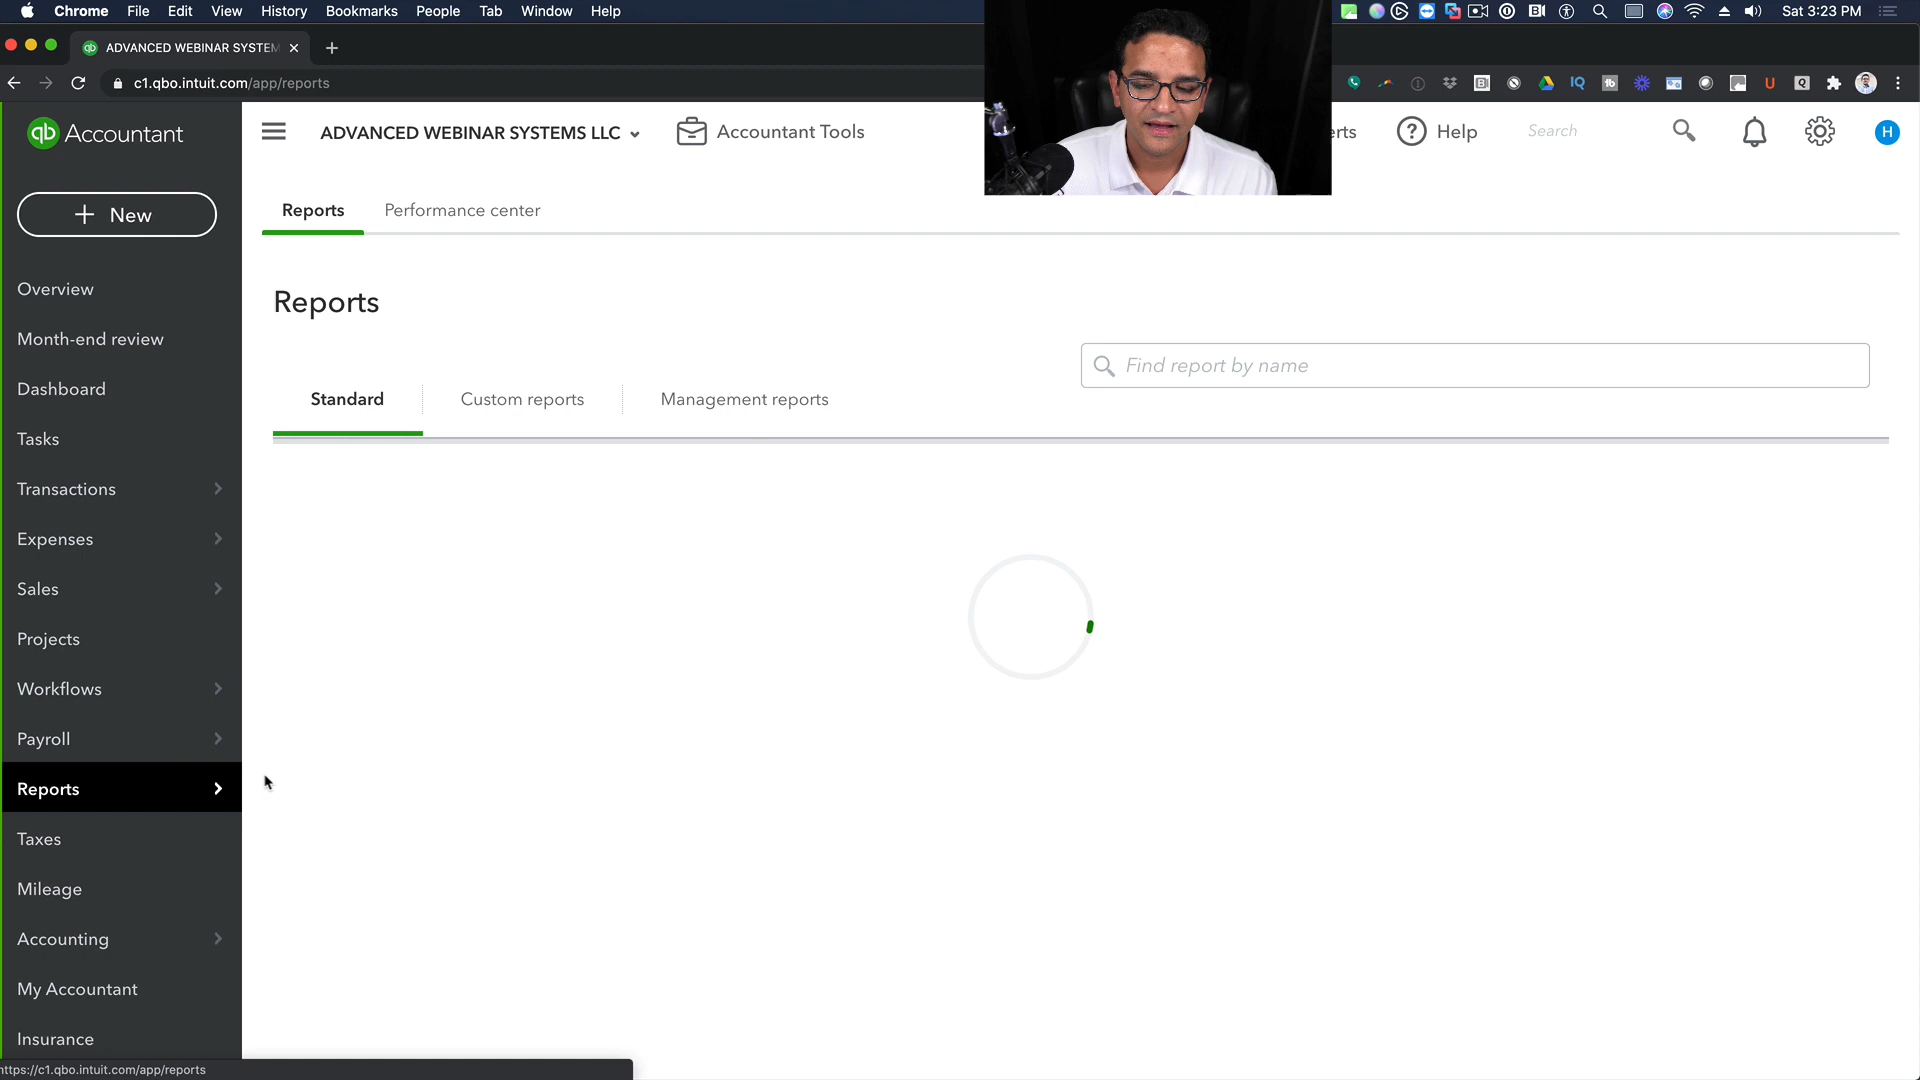 Chrome File Edit View History Bookmarks People Tab Window Help
Sat 3:23 PM
ADVANCED WEBINAR SYSTEM
c1.qbo.intuit.com/app/reports
qb Accountant
ADVANCED WEBINAR SYSTEMS LLC
Accountant Tools
erts
Help
Search
H
+ New
Reports
Performance center
Overview
Reports
Month-end review
Find report by name
Dashboard
Standard
Custom reports
Management reports
Tasks
Transactions
Expenses
Sales
Projects
Workflows
Payroll
Reports
Taxes
Mileage
Accounting
My Accountant
Insurance
https://c1.qbo.intuit.com/app/reports